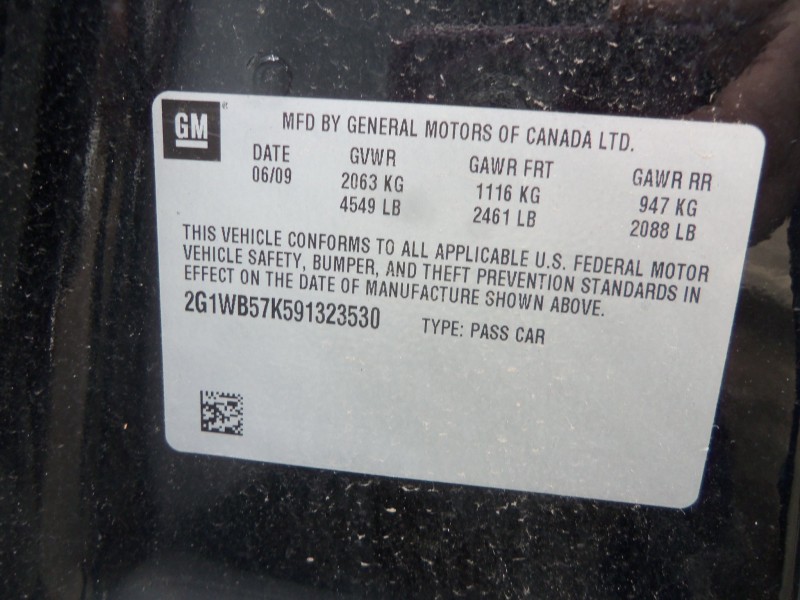 GM
MFD BY GENERAL MOTORS OF CANADA LTD.
DATE GVWR GAWR FRT GAWR RR
06/09 2063 KG 1116 KG 947 KG
4549 LB 2461 LB 2088 LB
THIS VEHICLE CONFORMS TO ALL APPLICABLE U.S. FEDERAL MOTOR
VEHICLE SAFETY, BUMPER, AND THEFT PREVENTION STANDARDS IN
EFFECT ON THE DATE OF MANUFACTURE SHOWN ABOVE.
2G1WB57K591323530 TYPE: PASS CAR